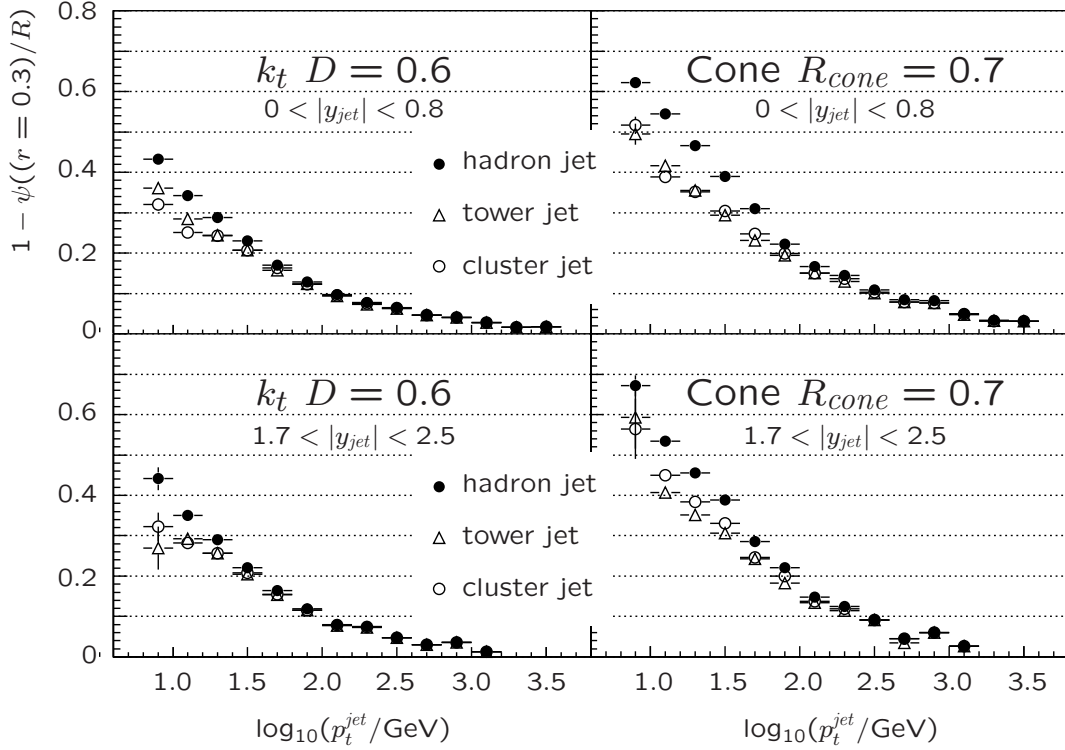 1 − ψ((r = 0.3)/R)
0.8
0.6
0.4
0.2
0
k_t D = 0.6
0 < |y_jet| < 0.8
hadron jet
tower jet
cluster jet
Cone R_cone = 0.7
0 < |y_jet| < 0.8
0.6
0.4
0.2
0
k_t D = 0.6
1.7 < |y_jet| < 2.5
hadron jet
tower jet
cluster jet
Cone R_cone = 0.7
1.7 < |y_jet| < 2.5
1.0 1.5 2.0 2.5 3.0 3.5
1.0 1.5 2.0 2.5 3.0 3.5
log₁₀(p_t^jet/GeV)
log₁₀(p_t^jet/GeV)